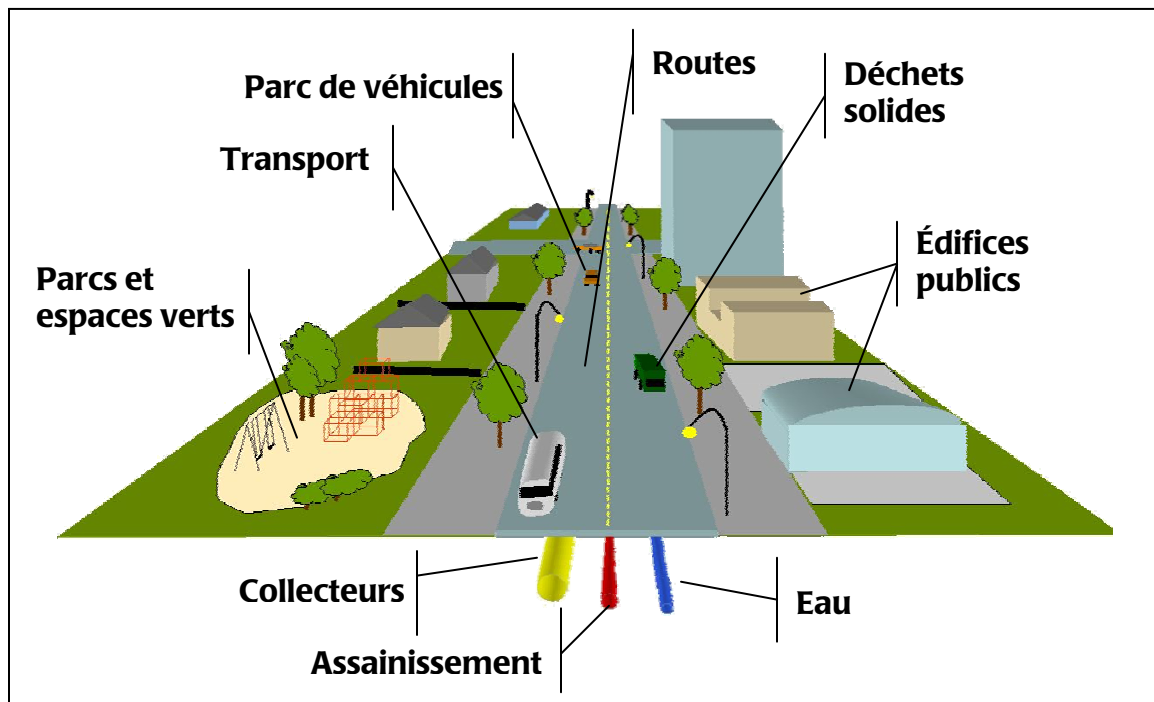 Routes
Déchets
solides
Parc de véhicules
Transport
Édifices
publics
Parcs et
espaces verts
Collecteurs
Eau
Assainissement